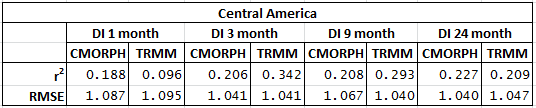 Central America
DI 1 month DI 3 month DI 9 month DI 24 month
CMORPH TRMM CMORPH TRMM CMORPH TRMM CMORPH TRMM
r² 0.188 0.096 0.206 0.342 0.208 0.293 0.227 0.209
RMSE 1.087 1.095 1.041 1.041 1.067 1.040 1.040 1.047